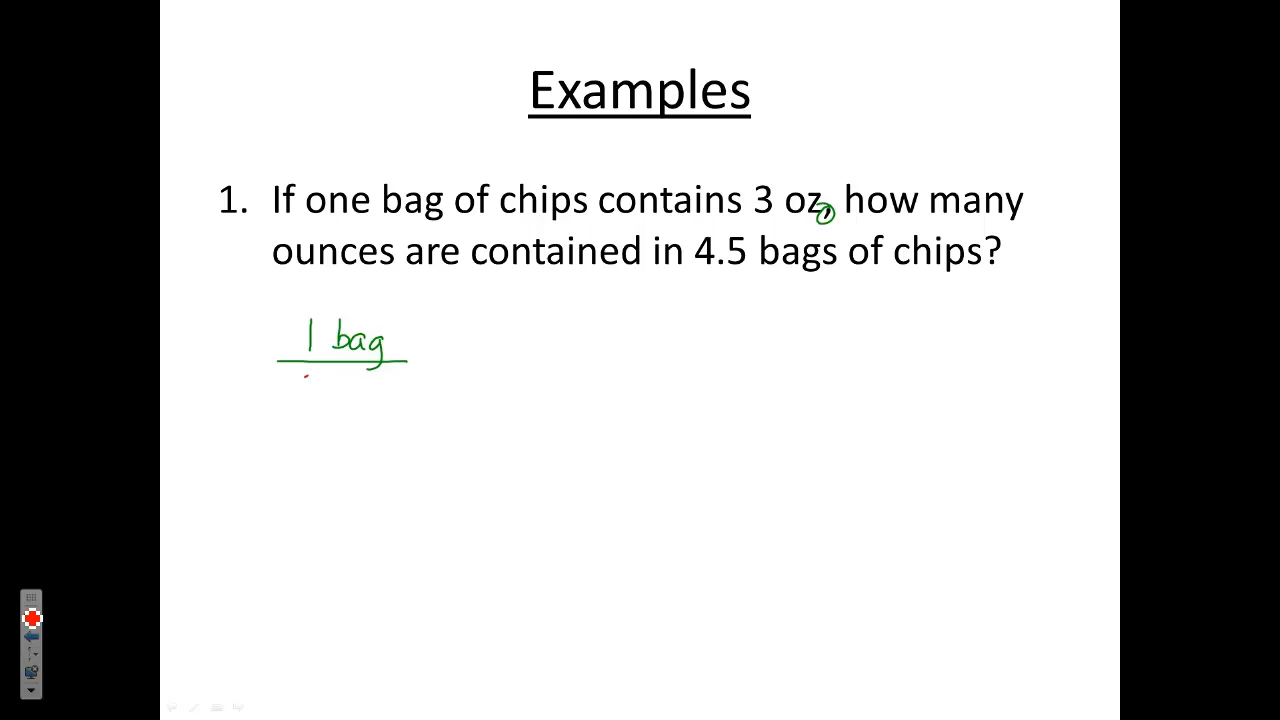 Examples
1. If one bag of chips contains 3 oz, how many
ounces are contained in 4.5 bags of chips?
1 bag